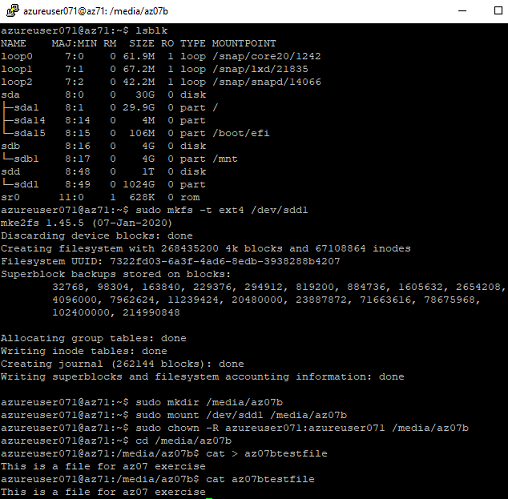 azureuser071@az71: /media/az07b
azureuser071@az71:~$ lsblk
NAME    MAJ:MIN RM  SIZE RO TYPE MOUNTPOINT
loop0     7:0    0 61.9M  1 loop /snap/core20/1242
loop1     7:1    0 67.2M  1 loop /snap/lxd/21835
loop2     7:2    0 42.2M  1 loop /snap/snapd/14066
sda       8:0    0   30G  0 disk
├─sda1    8:1    0 29.9G  0 part /
├─sda14   8:14   0    4M  0 part
└─sda15   8:15   0  106M  0 part /boot/efi
sdb       8:16   0    4G  0 disk
└─sdb1    8:17   0    4G  0 part /mnt
sdd       8:48   0    1T  0 disk
└─sdd1    8:49   0 1024G  0 part
sr0      11:0    1  628K  0 rom
azureuser071@az71:~$ sudo mkfs -t ext4 /dev/sdd1
mke2fs 1.45.5 (07-Jan-2020)
Discarding device blocks: done
Creating filesystem with 268435200 4k blocks and 67108864 inodes
Filesystem UUID: 7322fd03-6a3f-4ad6-8edb-3938288b4207
Superblock backups stored on blocks:
32768, 98304, 163840, 229376, 294912, 819200, 884736, 1605632, 2654208,
4096000, 7962624, 11239424, 20480000, 23887872, 71663616, 78675968,
102400000, 214990848
Allocating group tables: done
Writing inode tables: done
Creating journal (262144 blocks): done
Writing superblocks and filesystem accounting information: done
azureuser071@az71:~$ sudo mkdir /media/az07b
azureuser071@az71:~$ sudo mount /dev/sdd1 /media/az07b
azureuser071@az71:~$ sudo chown -R azureuser071:azureuser071 /media/az07b
azureuser071@az71:~$ cd /media/az07b
azureuser071@az71:/media/az07b$ cat > az07btestfile
This is a file for az07 exercise
azureuser071@az71:/media/az07b$ cat az07btestfile
This is a file for az07 exercise